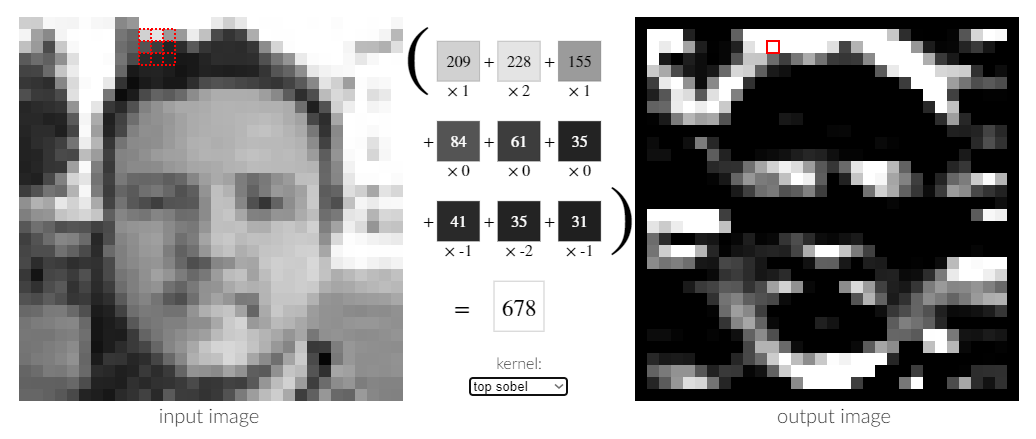 (
209 + 228 + 155
× 1 × 2 × 1
+ 84 + 61 + 35
× 0 × 0 × 0
+ 41 + 35 + 31 )
× -1 × -2 × -1
= 678
kernel:
top sobel
input image output image